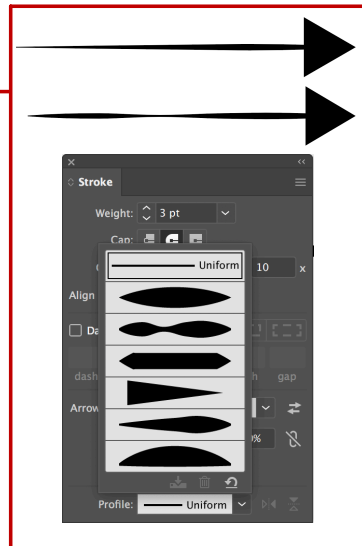 Stroke
Weight: 3 pt
Cap:
Uniform
10 x
Align
Da
dash h gap
Arrow
%
Profile: Uniform